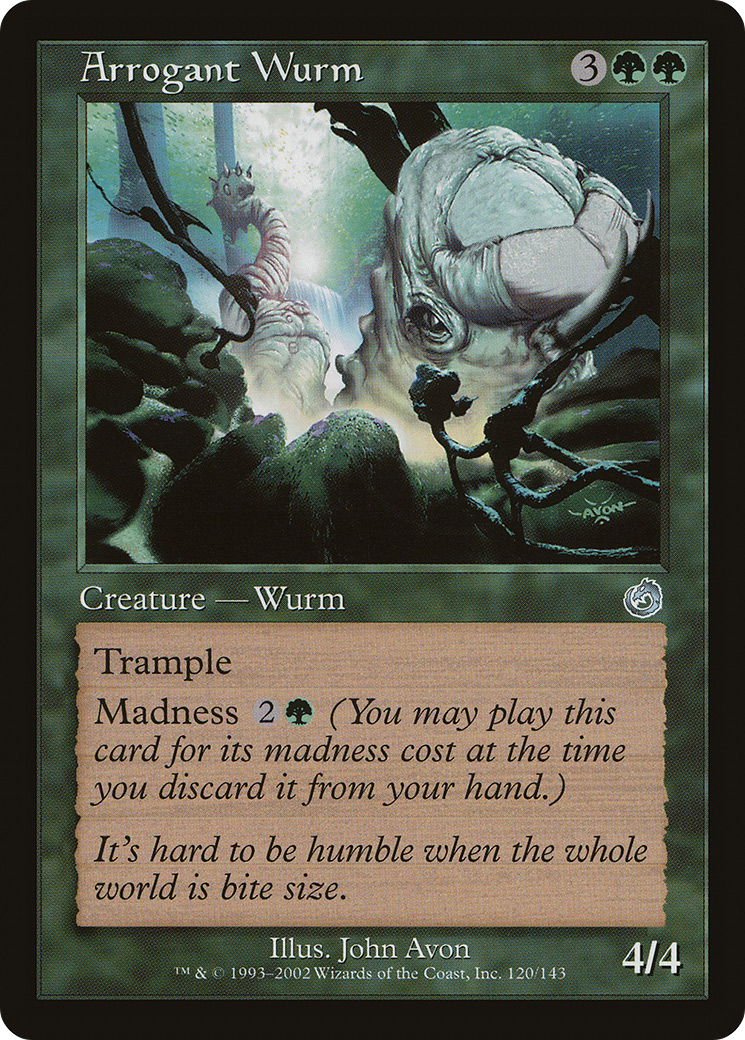 Arrogant Wurm 3
AVON
Creature — Wurm
Trample
Madness 2 (You may play this
card for its madness cost at the time
you discard it from your hand.)
It's hard to be humble when the whole
world is bite size.
Illus. John Avon
™ & © 1993–2002 Wizards of the Coast, Inc. 120/143
4/4